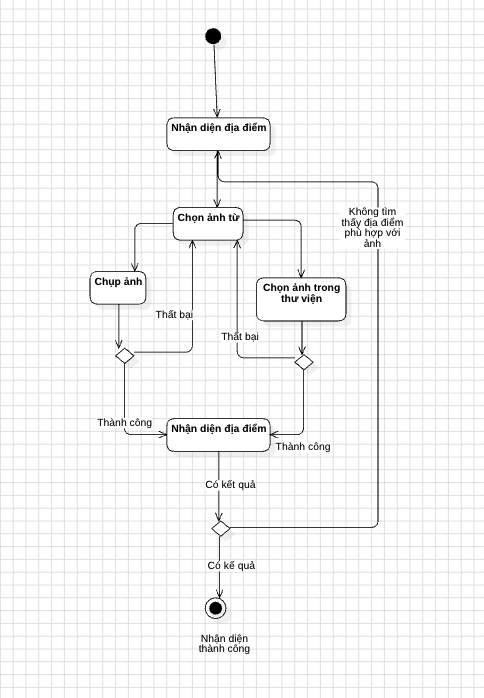 Nhận diện địa điểm
Chọn ảnh từ
Không tìm
thấy địa điểm
phù hợp với
ảnh
Chụp ảnh
Chọn ảnh trong
thư viện
Thất bại
Thất bại
Thành công
Nhận diện địa điểm
Thành công
Có kết quả
Có kế quả
Nhận diện
thành công